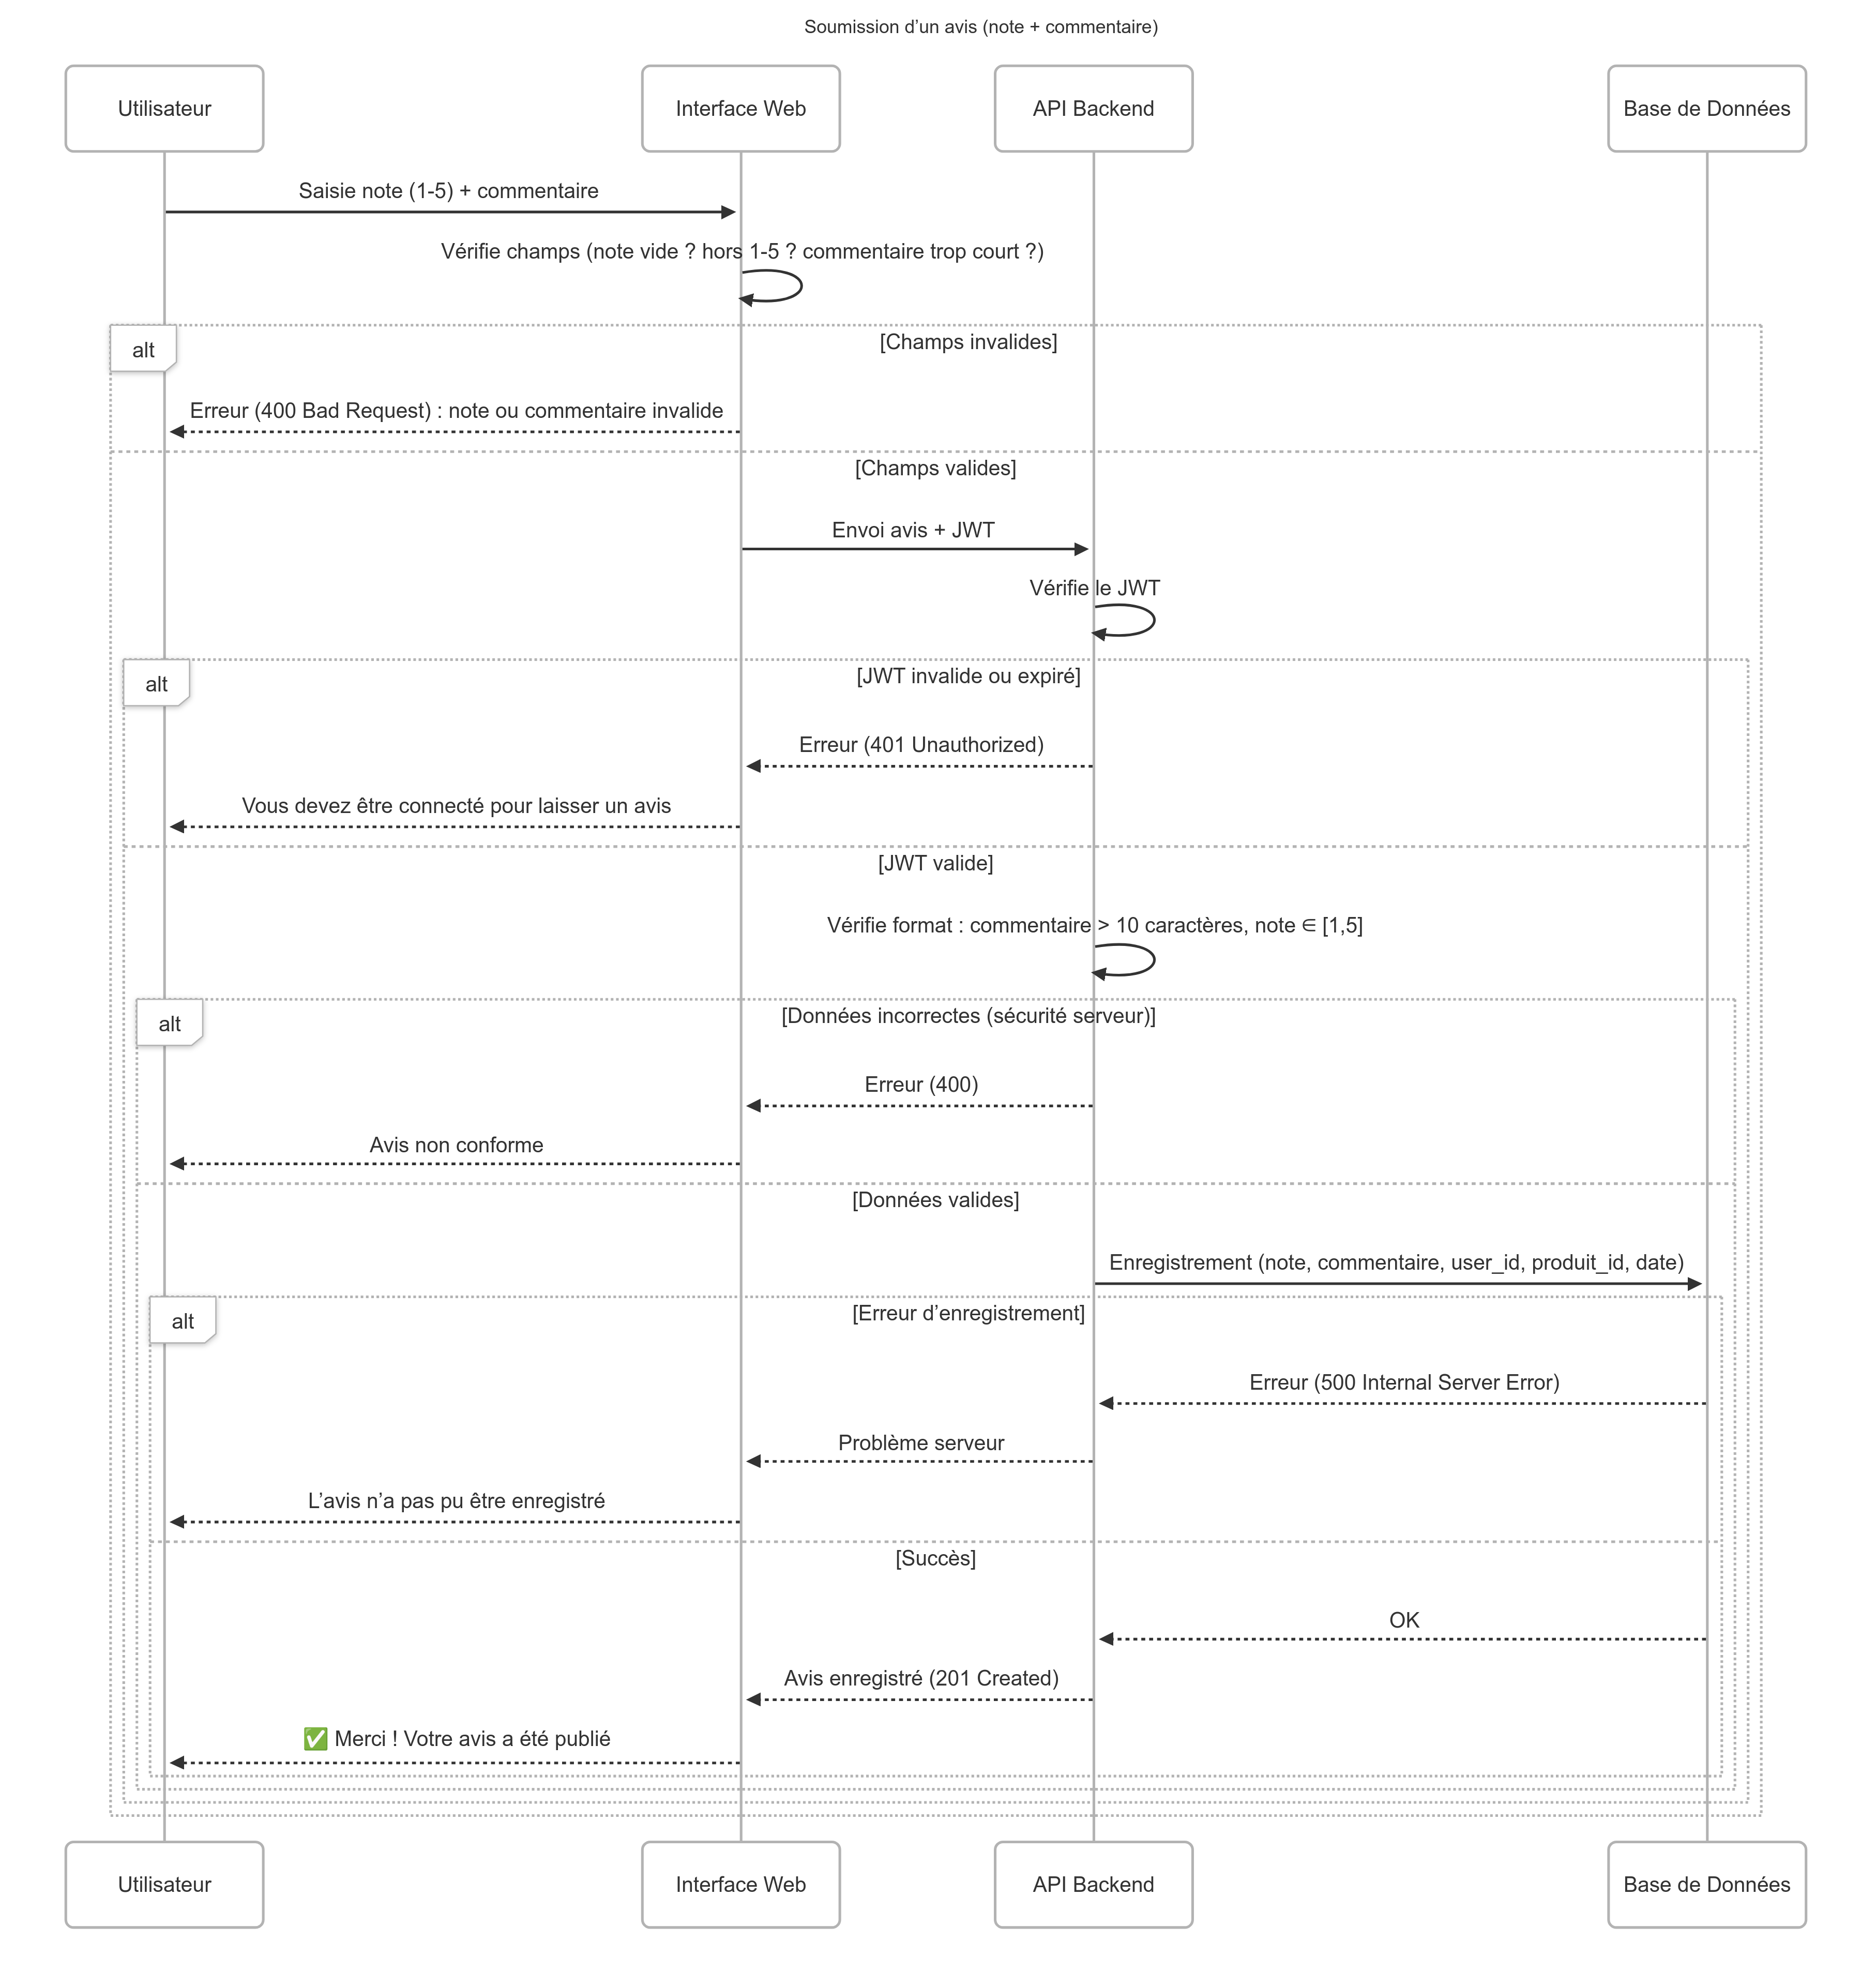 Soumission d’un avis (note + commentaire)
Utilisateur
Interface Web
API Backend
Base de Données
Saisie note (1-5) + commentaire
Vérifie champs (note vide ? hors 1-5 ? commentaire trop court ?)
alt
[Champs invalides]
Erreur (400 Bad Request) : note ou commentaire invalide
[Champs valides]
Envoi avis + JWT
Vérifie le JWT
alt
[JWT invalide ou expiré]
Erreur (401 Unauthorized)
Vous devez être connecté pour laisser un avis
[JWT valide]
Vérifie format : commentaire > 10 caractères, note ∈ [1,5]
alt
[Données incorrectes (sécurité serveur)]
Erreur (400)
Avis non conforme
[Données valides]
Enregistrement (note, commentaire, user_id, produit_id, date)
alt
[Erreur d’enregistrement]
Erreur (500 Internal Server Error)
Problème serveur
L’avis n’a pas pu être enregistré
[Succès]
OK
Avis enregistré (201 Created)
✅ Merci ! Votre avis a été publié
Utilisateur
Interface Web
API Backend
Base de Données